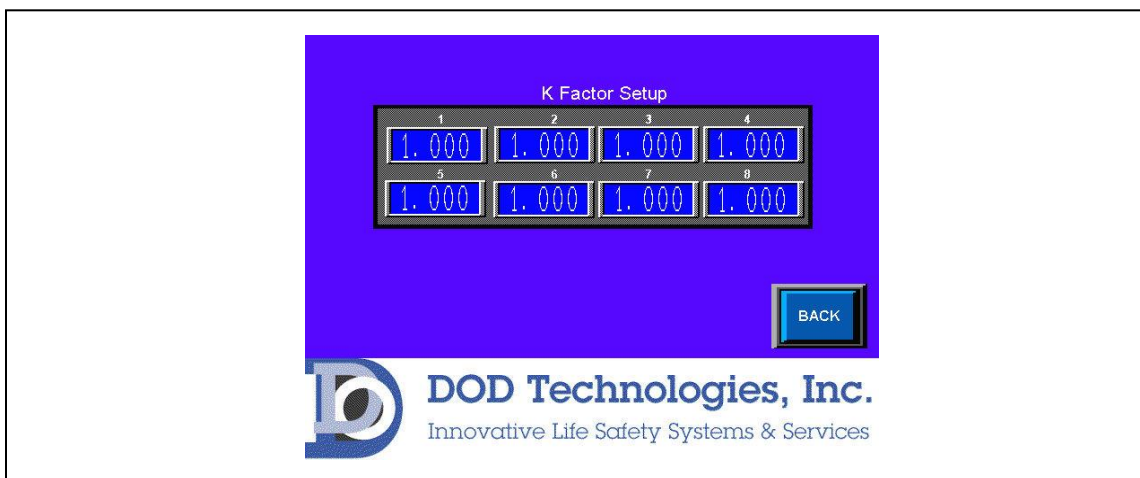 K Factor Setup
1 2 3 4
1.000 1.000 1.000 1.000
5 6 7 8
1.000 1.000 1.000 1.000
BACK
DOD Technologies, Inc.
Innovative Life Safety Systems & Services